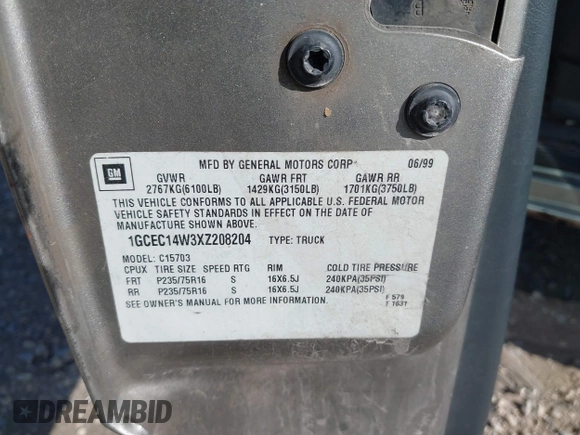 GM
MFD BY GENERAL MOTORS CORP 06/99
GVWR GAWR FRT GAWR RR
2767KG(6100LB) 1429KG(3150LB) 1701KG(3750LB)
THIS VEHICLE CONFORMS TO ALL APPLICABLE U.S. FEDERAL MOTOR
VEHICLE SAFETY STANDARDS IN EFFECT ON THE DATE OF
MANUFACTURE SHOWN ABOVE.
1GCEC14W3XZ208204 TYPE: TRUCK
MODEL: C15703
CPUX TIRE SIZE SPEED RTG RIM COLD TIRE PRESSURE
FRT P235/75R16 S 16X6.5J 240KPA(35PSI)
RR P235/75R16 S 16X6.5J 240KPA(35PSI)
SEE OWNER'S MANUAL FOR MORE INFORMATION.
F 579
1631
DREAMBID